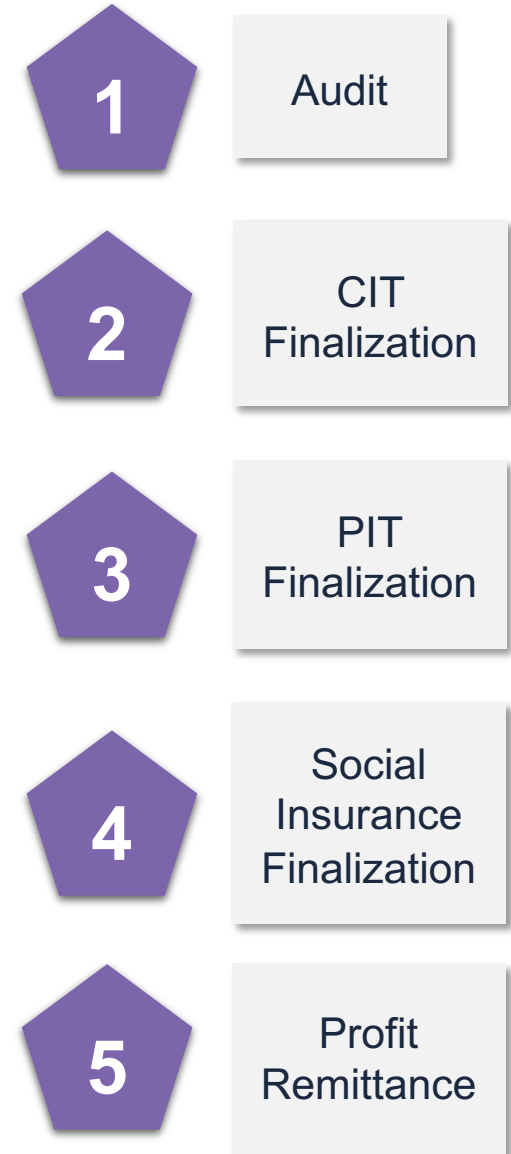 1
Audit
2
CIT
Finalization
3
PIT
Finalization
4
Social
Insurance
Finalization
5
Profit
Remittance